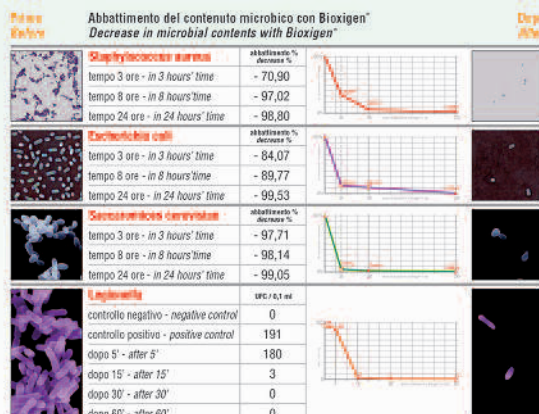 Prima
Before
Abbattimento del contenuto microbico con Bioxigen®
Decrease in microbial contents with Bioxigen®
Staphylococcus aureus
abbattimento %
decrease %
tempo 3 ore - in 3 hours' time
- 70,90
tempo 8 ore - in 8 hours'time
- 97,02
tempo 24 ore - in 24 hours' time
- 98,80
Escherichia coli
abbattimento %
decrease %
tempo 3 ore - in 3 hours' time
- 84,07
tempo 8 ore - in 8 hours'time
- 89,77
tempo 24 ore - in 24 hours' time
- 99,53
abbattimento %
decrease %
tempo 3 ore - in 3 hours' time
- 97,71
tempo 8 ore - in 8 hours'time
- 98,14
tempo 24 ore - in 24 hours' time
- 99,05
Legionella
UFC / 0,1 ml
controllo negativo - negative control
0
controllo positivo - positive control
191
dopo 5' - after 5'
180
dopo 15' - after 15'
3
dopo 30' - after 30'
0
dopo 60' - after 60'
0